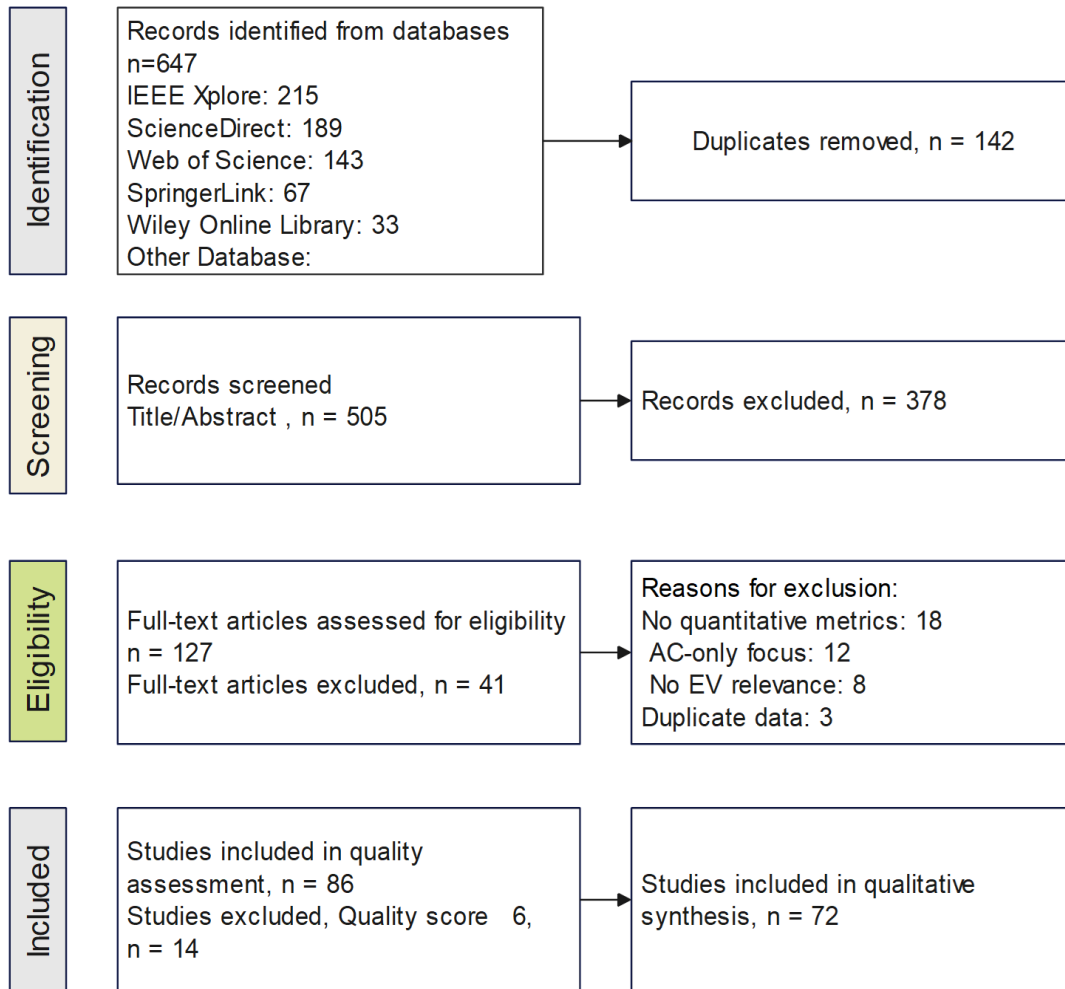 Identification
Records identified from databases
n=647
IEEE Xplore: 215
ScienceDirect: 189
Web of Science: 143
SpringerLink: 67
Wiley Online Library: 33
Other Database:
Duplicates removed, n = 142
Screening
Records screened
Title/Abstract , n = 505
Records excluded, n = 378
Eligibility
Full-text articles assessed for eligibility
n = 127
Full-text articles excluded, n = 41
Reasons for exclusion:
No quantitative metrics: 18
AC-only focus: 12
No EV relevance: 8
Duplicate data: 3
Included
Studies included in quality
assessment, n = 86
Studies excluded, Quality score 6,
n = 14
Studies included in qualitative
synthesis, n = 72